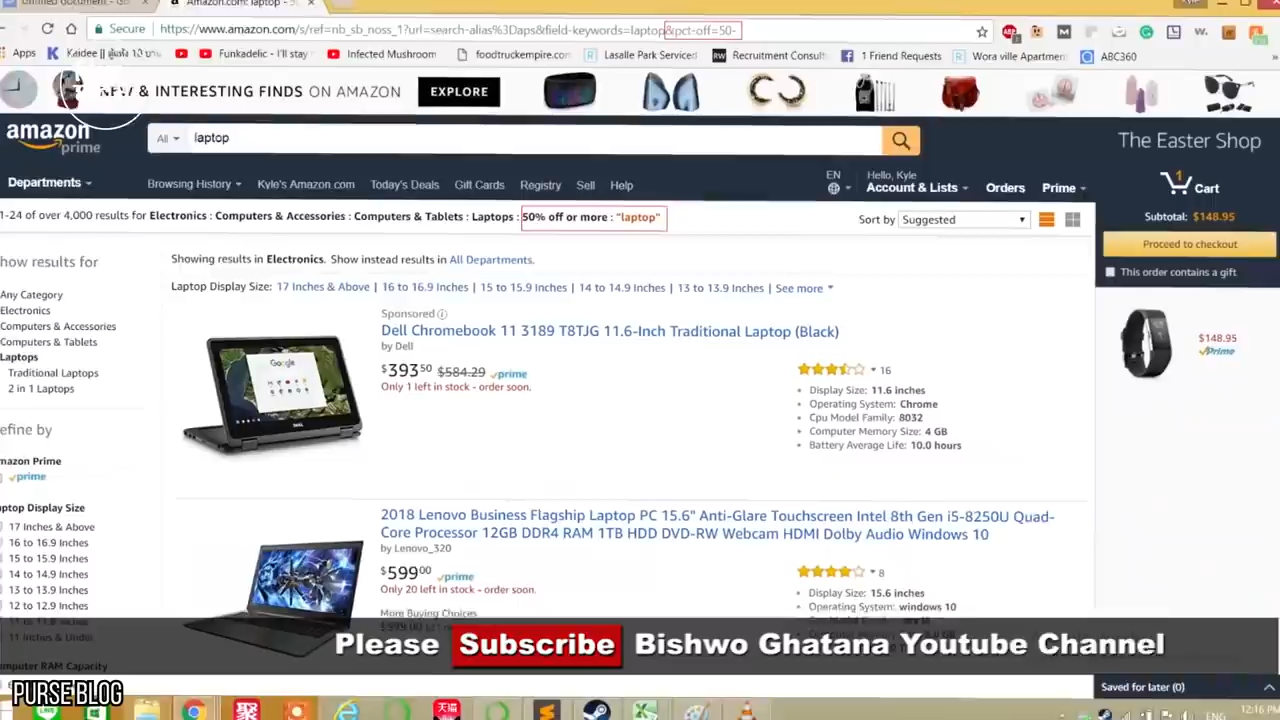 Untitled document - G
Amazon.com: laptop - 5
Kyle
Secure https://www.amazon.com/s/ref=nb_sb_noss_1?url=search-alias%3Daps&field-keywords=laptop&pct-off=50-
Apps Kaidee Funkadelic - I'll stay Infected Mushroom foodtruckempire.com Lasalle Parke Servic Recruitment Consult 1 Friend Requests Wora ville Apartmen ABC360
NEW & INTERESTING FINDS ON AMAZON EXPLORE
amazon prime
All laptop
The Easter Shop
Departments
Browsing History Kyle's Amazon.com Today's Deals Gift Cards Registry Sell Help
EN Hello, Kyle
Account & Lists Orders Prime 1 Cart
1-24 of over 4,000 results for Electronics : Computers & Accessories : Computers & Tablets : Laptops : 50% off or more : "laptop"
Sort by Suggested
Subtotal: $148.95
Proceed to checkout
This order contains a gift
$148.95
Prime
how results for
Any Category
Electronics
Computers & Accessories
Computers & Tablets
Laptops
Traditional Laptops
2 in 1 Laptops
efine by
mazon Prime
prime
ptop Display Size
17 Inches & Above
16 to 16.9 Inches
15 to 15.9 Inches
14 to 14.9 Inches
13 to 13.9 Inches
12 to 12.9 Inches
11 to 11.9 Inches
11 Inches & Under
mputer RAM Capacity
Showing results in Electronics. Show instead results in All Departments.
Laptop Display Size: 17 Inches & Above | 16 to 16.9 Inches | 15 to 15.9 Inches | 14 to 14.9 Inches | 13 to 13.9 Inches | See more
Sponsored
Dell Chromebook 11 3189 T8TJG 11.6-Inch Traditional Laptop (Black)
by Dell
$393 50 $584.29 prime
Only 1 left in stock - order soon.
16
Display Size: 11.6 inches
Operating System: Chrome
Cpu Model Family: 8032
Computer Memory Size: 4 GB
Battery Average Life: 10.0 hours
2018 Lenovo Business Flagship Laptop PC 15.6" Anti-Glare Touchscreen Intel 8th Gen i5-8250U Quad-
Core Processor 12GB DDR4 RAM 1TB HDD DVD-RW Webcam HDMI Dolby Audio Windows 10
by Lenovo_320
$599 00 prime
Only 20 left in stock - order soon.
More Buying Choices
8
Display Size: 15.6 inches
Operating System: windows 10
Please Subscribe Bishwo Ghatana Youtube Channel
Saved for later (0)
PURSE BLOG
ENG 12:16 PM